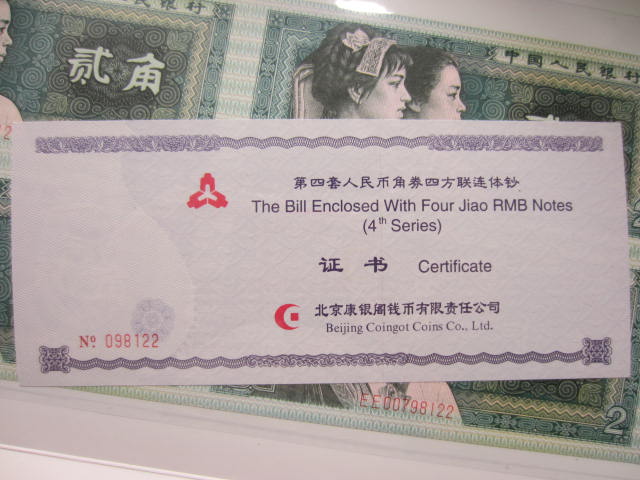 民银行
贰角
中国人民银行
第四套人民币角券四方联连体钞
The Bill Enclosed With Four Jiao RMB Notes
(4th Series)
证书 Certificate
北京康银阁钱币有限责任公司
Beijing Coingot Coins Co., Ltd.
Nº 098122
EE00798122
2